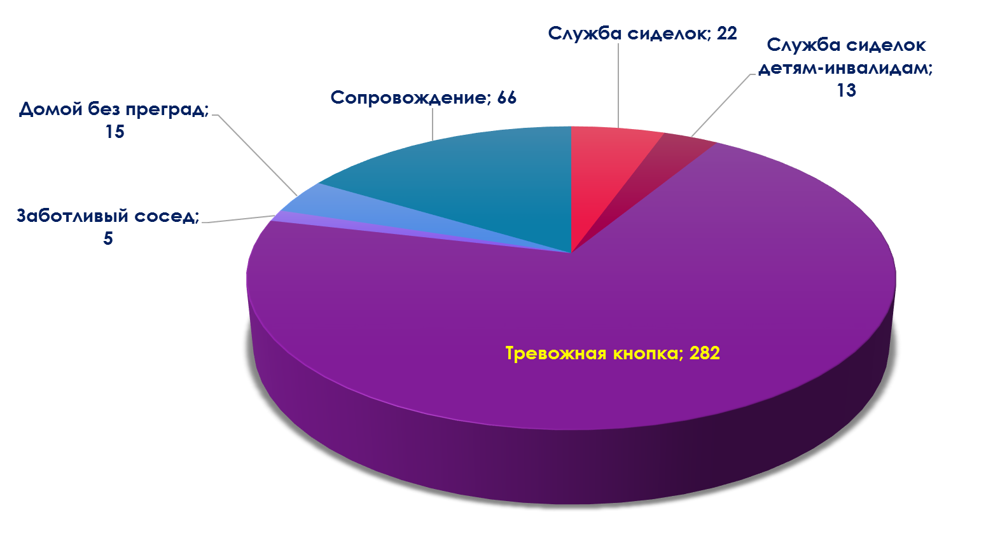 Служба сиделок; 22
Служба сиделок
детям-инвалидам;
13
Сопровождение; 66
Домой без преград;
15
Заботливый сосед;
5
Тревожная кнопка; 282